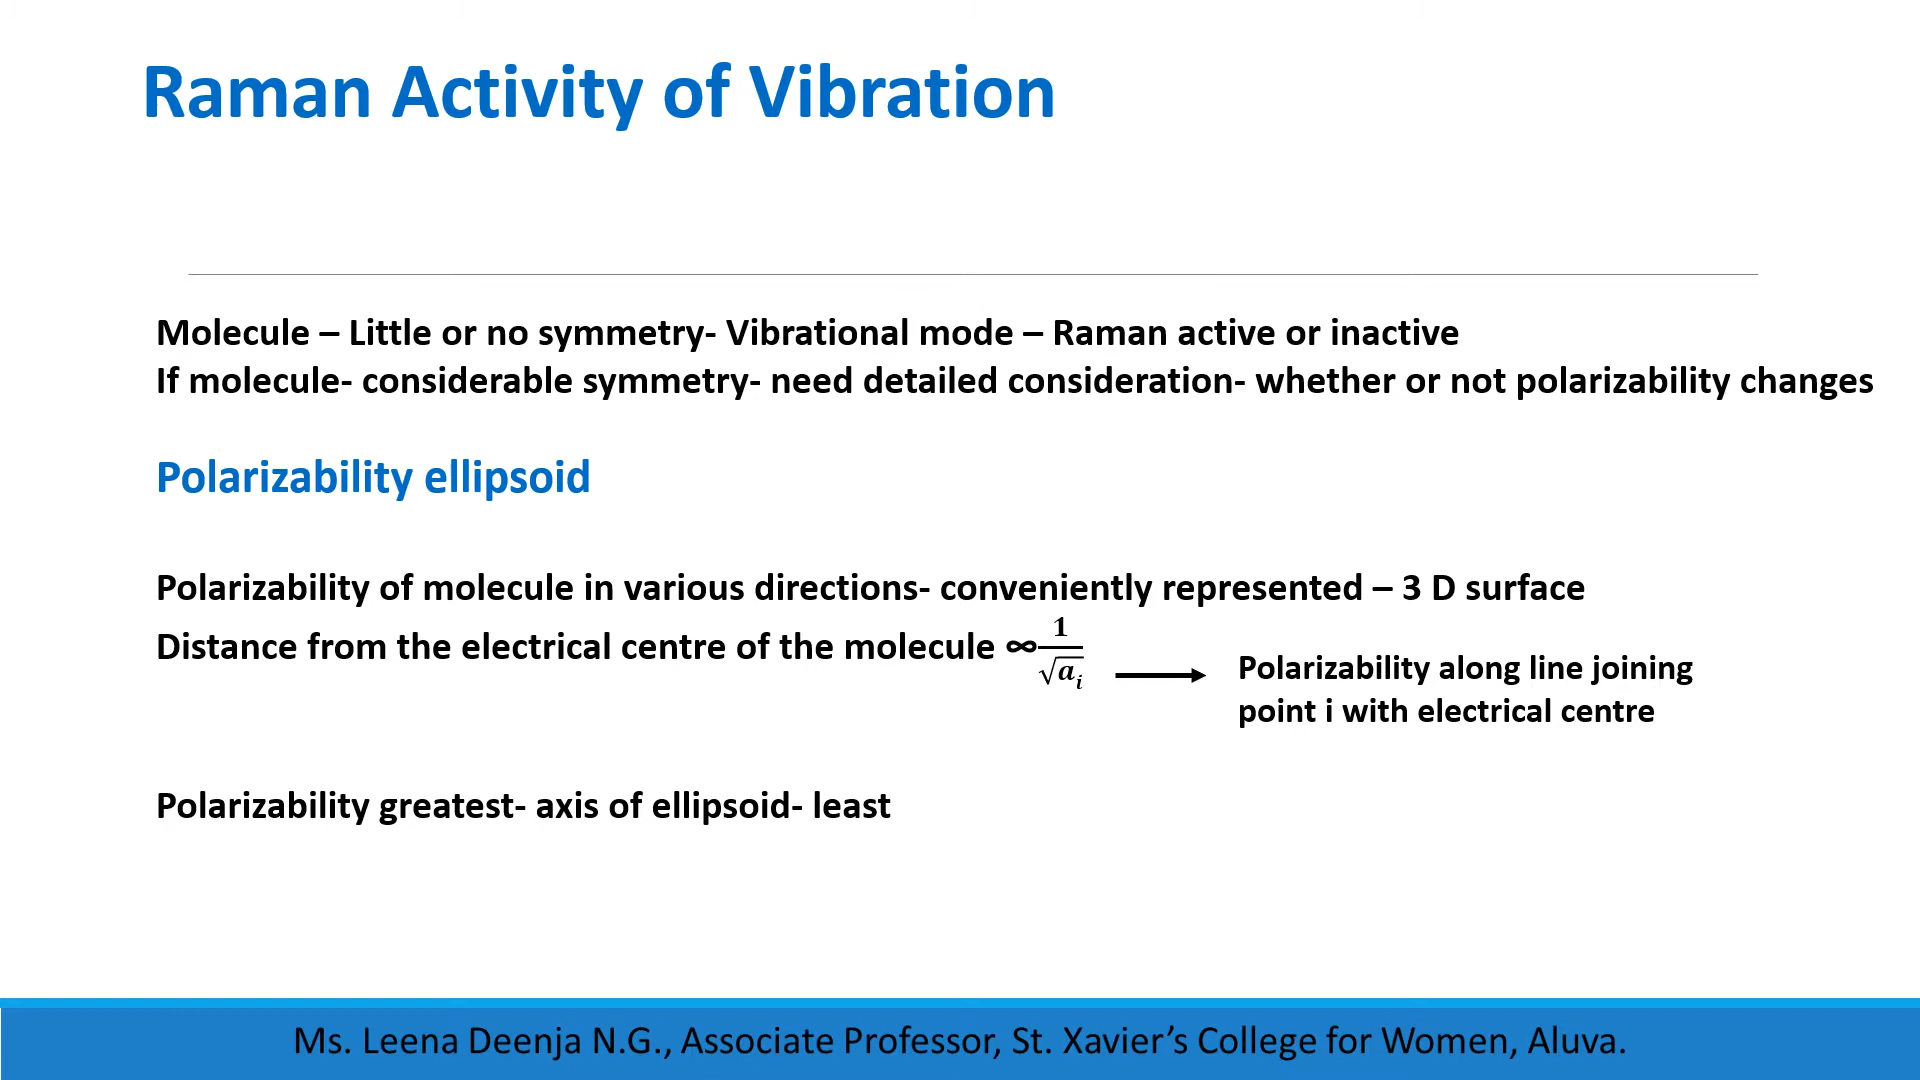 Raman Activity of Vibration
Molecule – Little or no symmetry- Vibrational mode – Raman active or inactive
If molecule- considerable symmetry- need detailed consideration- whether or not polarizability changes
Polarizability ellipsoid
Polarizability of molecule in various directions- conveniently represented – 3 D surface
Distance from the electrical centre of the molecule ∞ 1/√aᵢ
Polarizability along line joining
point i with electrical centre
Polarizability greatest- axis of ellipsoid- least
Ms. Leena Deenja N.G., Associate Professor, St. Xavier’s College for Women, Aluva.